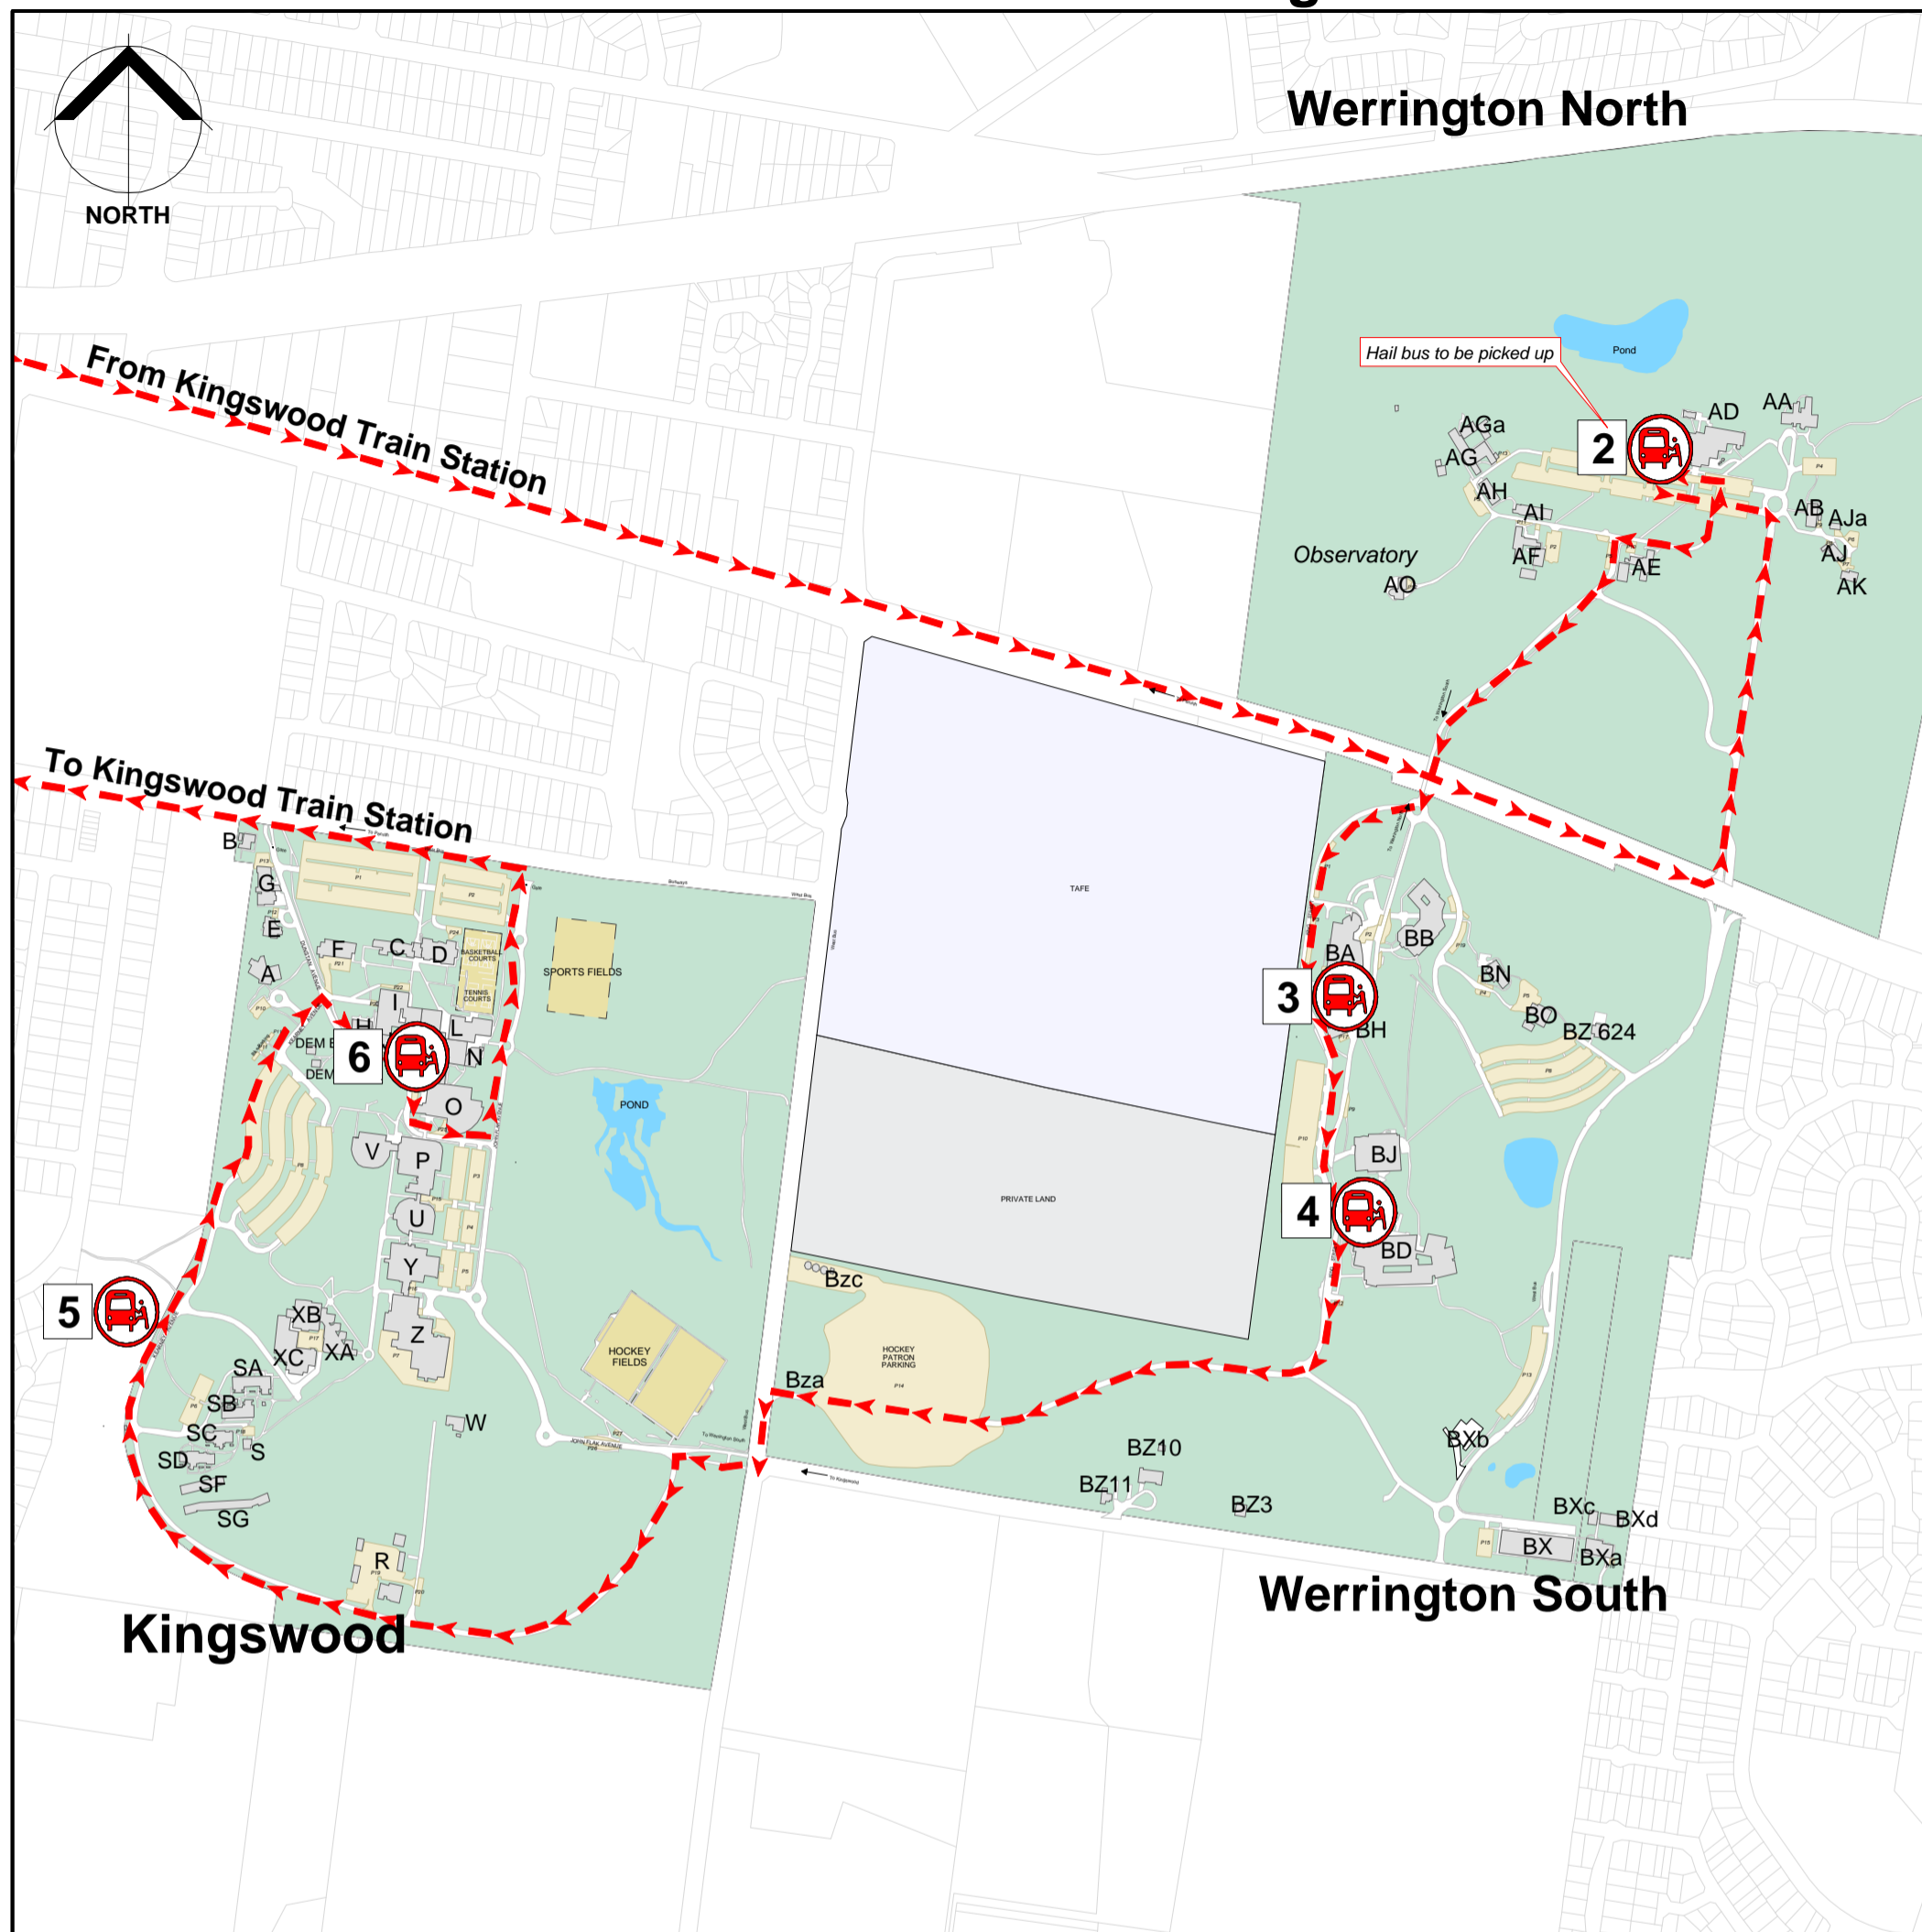 g
Werrington North
NORTH
From Kingswood Train Station
Hail bus to be picked up
Pond
AA
AD
AGa
2
AG
AH
AI
AB
AJa
Observatory
AF
AE
AJ
AO
AK
To Kingswood Train Station
B
G
E
F
C
D
A
BASKETBALL
COURTS
TENNIS
COURTS
SPORTS FIELDS
TAFE
BA
BB
BN
3
BO
BZ 624
BH
I
H
L
N
6
DEM
O
POND
V
P
U
Y
Z
BJ
PRIVATE LAND
4
BD
5
XB
XC
XA
SA
SB
SC
S
SD
SF
SG
W
R
HOCKEY
FIELDS
JOHN FLAK AVENUE
Bzc
HOCKEY
PATRON
PARKING
P14
Bza
BZ10
BZ11
BZ3
BXb
BXc
BXd
BX
BXa
Werrington South
Kingswood